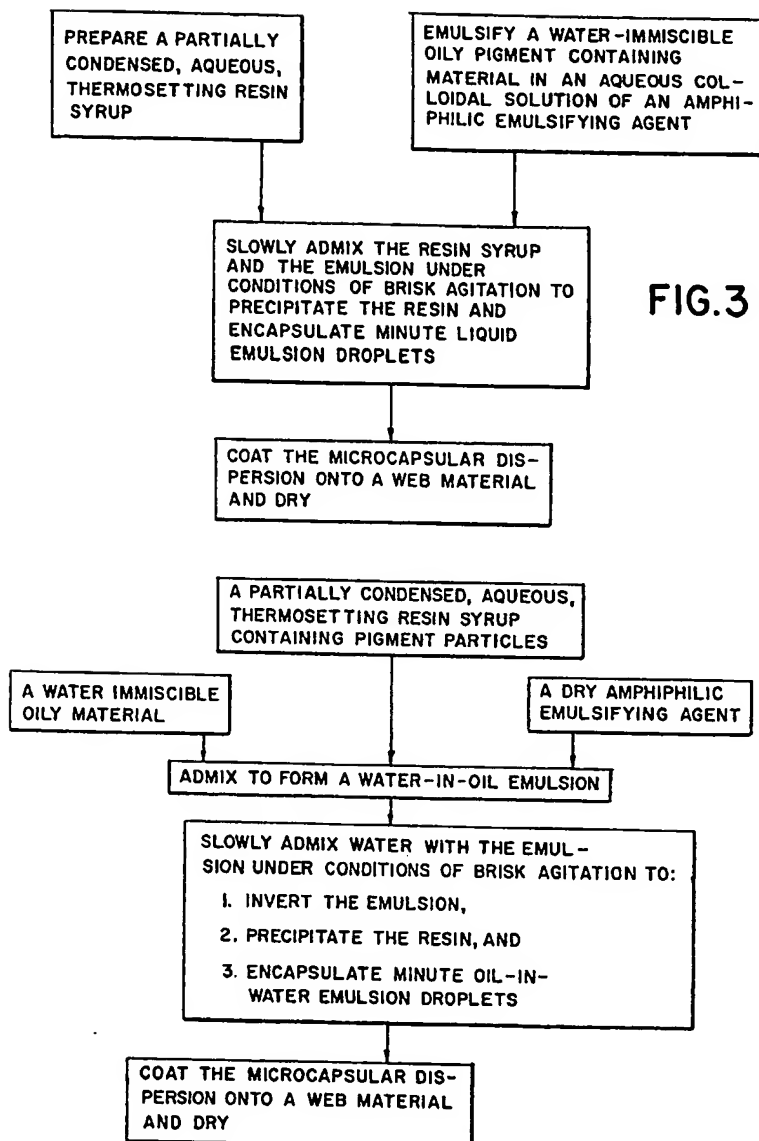 PREPARE A PARTIALLY
CONDENSED, AQUEOUS,
THERMOSETTING RESIN
SYRUP
EMULSIFY A WATER-IMMISCIBLE
OILY PIGMENT CONTAINING
MATERIAL IN AN AQUEOUS COL-
LOIDAL SOLUTION OF AN AMPHI-
PHILIC EMULSIFYING AGENT
SLOWLY ADMIX THE RESIN SYRUP
AND THE EMULSION UNDER
CONDITIONS OF BRISK AGITATION TO
PRECIPITATE THE RESIN AND
ENCAPSULATE MINUTE LIQUID
EMULSION DROPLETS
FIG.3
COAT THE MICROCAPSULAR DIS-
PERSION ONTO A WEB MATERIAL
AND DRY
A PARTIALLY CONDENSED, AQUEOUS,
THERMOSETTING RESIN SYRUP
CONTAINING PIGMENT PARTICLES
A WATER IMMISCIBLE
OILY MATERIAL
A DRY AMPHIPHILIC
EMULSIFYING AGENT
ADMIX TO FORM A WATER-IN-OIL EMULSION
SLOWLY ADMIX WATER WITH THE EMUL-
SION UNDER CONDITIONS OF BRISK AGITATION TO:
1. INVERT THE EMULSION,
2. PRECIPITATE THE RESIN, AND
3. ENCAPSULATE MINUTE OIL-IN-
WATER EMULSION DROPLETS
COAT THE MICROCAPSULAR DIS-
PERSION ONTO A WEB MATERIAL
AND DRY